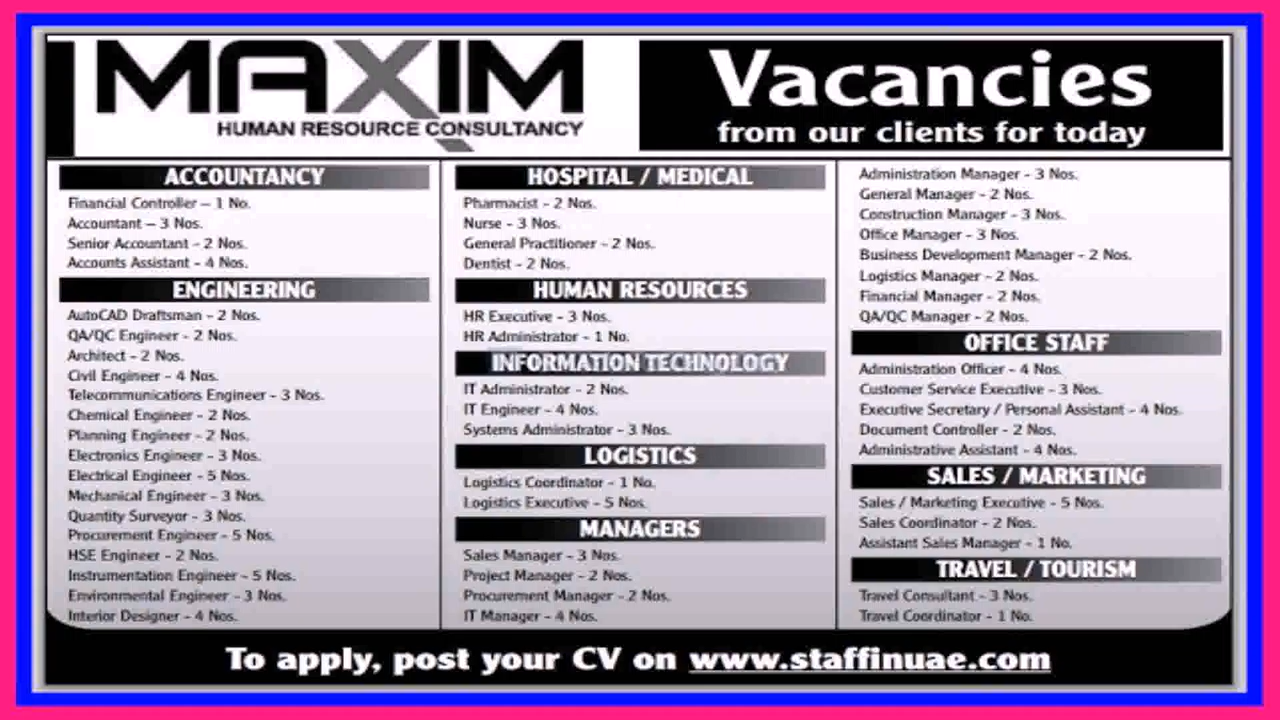 MAXIM
HUMAN RESOURCE CONSULTANCY
Vacancies
from our clients for today
ACCOUNTANCY
Financial Controller – 1 No.
Accountant – 3 Nos.
Senior Accountant - 2 Nos.
Accounts Assistant - 4 Nos.
ENGINEERING
AutoCAD Draftsman - 2 Nos.
QA/QC Engineer - 2 Nos.
Architect - 2 Nos.
Civil Engineer - 4 Nos.
Telecommunications Engineer - 3 Nos.
Chemical Engineer - 2 Nos.
Planning Engineer - 2 Nos.
Electronics Engineer - 3 Nos.
Electrical Engineer - 5 Nos.
Mechanical Engineer - 3 Nos.
Quantity Surveyor - 3 Nos.
Procurement Engineer - 5 Nos.
HSE Engineer - 2 Nos.
Instrumentation Engineer - 5 Nos.
Environmental Engineer - 3 Nos.
Interior Designer - 4 Nos.
HOSPITAL / MEDICAL
Pharmacist - 2 Nos.
Nurse - 3 Nos.
General Practitioner - 2 Nos.
Dentist - 2 Nos.
HUMAN RESOURCES
HR Executive - 3 Nos.
HR Administrator - 1 No.
INFORMATION TECHNOLOGY
IT Administrator - 2 Nos.
IT Engineer - 4 Nos.
Systems Administrator - 3 Nos.
LOGISTICS
Logistics Coordinator - 1 No.
Logistics Executive - 5 Nos.
MANAGERS
Sales Manager - 3 Nos.
Project Manager - 2 Nos.
Procurement Manager - 2 Nos.
IT Manager - 4 Nos.
Administration Manager - 3 Nos.
General Manager - 2 Nos.
Construction Manager - 3 Nos.
Office Manager - 3 Nos.
Business Development Manager - 2 Nos.
Logistics Manager - 2 Nos.
Financial Manager - 2 Nos.
QA/QC Manager - 2 Nos.
OFFICE STAFF
Administration Officer - 4 Nos.
Customer Service Executive - 3 Nos.
Executive Secretary / Personal Assistant - 4 Nos.
Document Controller - 2 Nos.
Administrative Assistant - 4 Nos.
SALES / MARKETING
Sales / Marketing Executive - 5 Nos.
Sales Coordinator - 2 Nos.
Assistant Sales Manager - 1 No.
TRAVEL / TOURISM
Travel Consultant - 3 Nos.
Travel Coordinator - 1 No.
To apply, post your CV on www.staffinuae.com